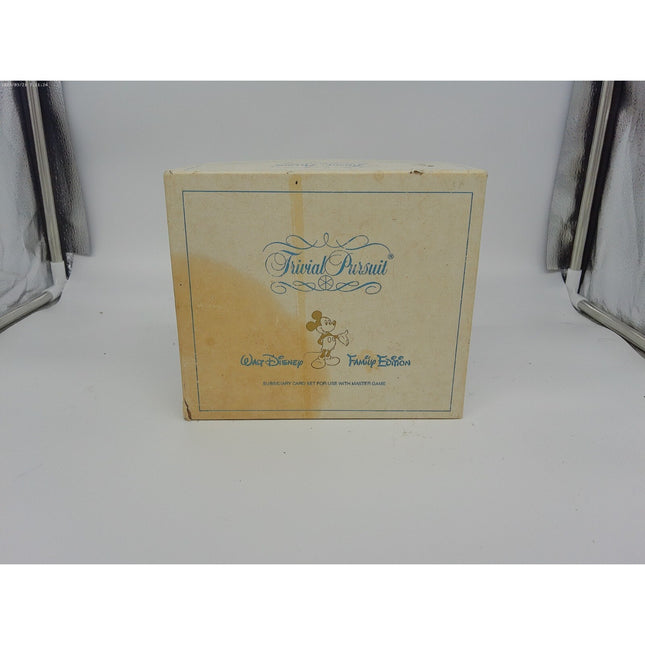 Trivial Pursuit®
Walt Disney Family Edition
SUBSIDIARY CARD SET FOR USE WITH MASTER GAME